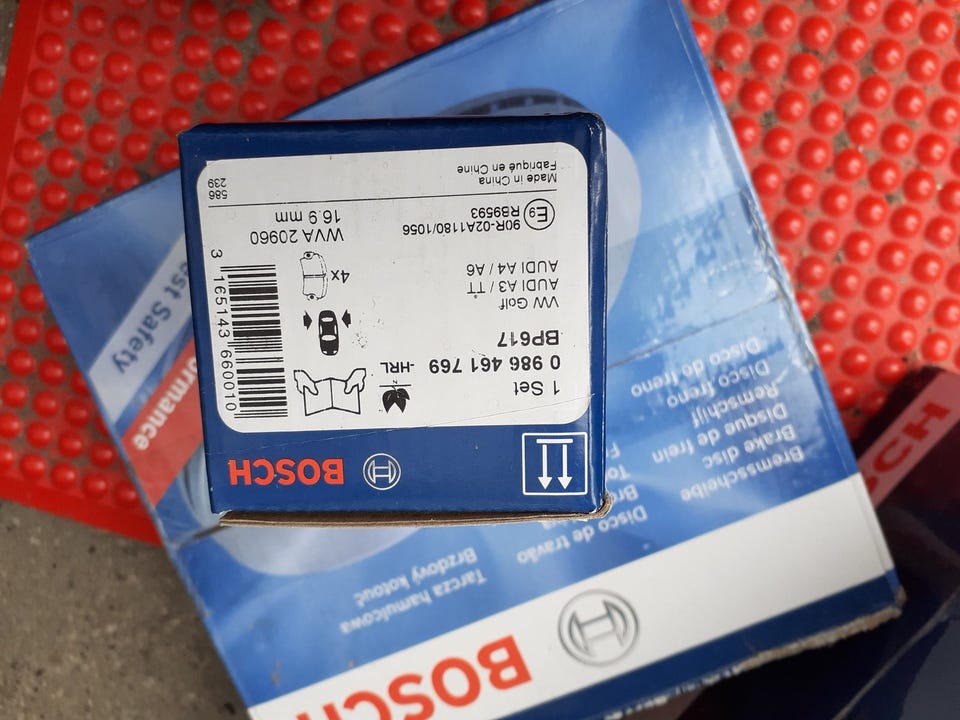 BOSCH
1 Set
0 986 461 769 -HRL
BP617
VW Golf
AUDI A3 / TT
AUDI A4 / A6
4x
90R-02A1180/1056
E9 R89593
WVA 20960
16.9 mm
Made in China
Fabriqué en Chine
586
239
3 165143 660010
BOSCH
Tarcza hamulcowa
Brzdový kotouč
Disco de travão
Bremsscheibe
Brake disc
Disque de frein
Remschijf
Disco freno
Disco do freno
Safety